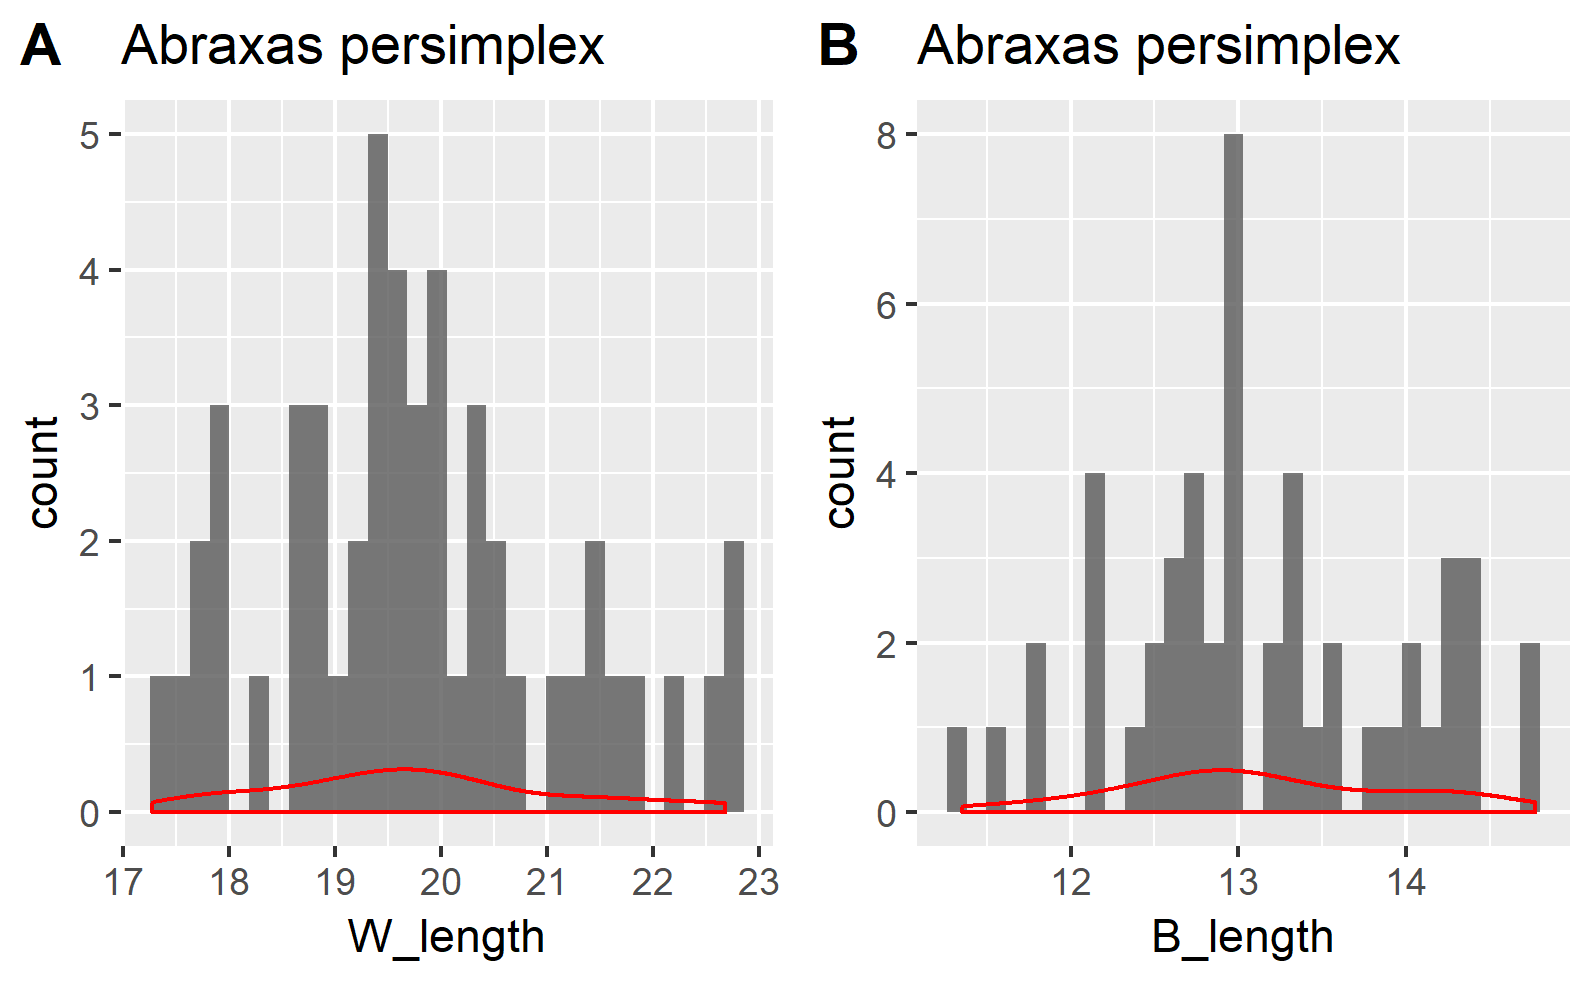 A Abraxas persimplex
5
4
3
2
1
0
count
17 18 19 20 21 22 23
W_length
B Abraxas persimplex
8
6
4
2
0
count
12 13 14
B_length